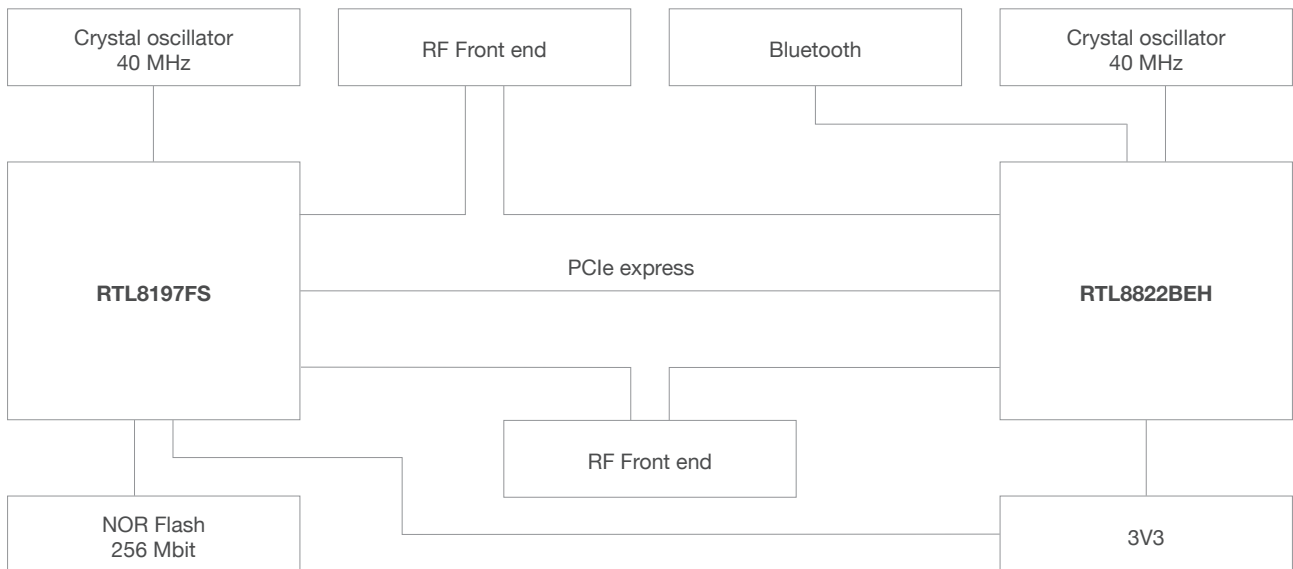 Crystal oscillator
40 MHz
RF Front end
Bluetooth
Crystal oscillator
40 MHz
RTL8197FS
PCIe express
RTL8822BEH
RF Front end
NOR Flash
256 Mbit
3V3